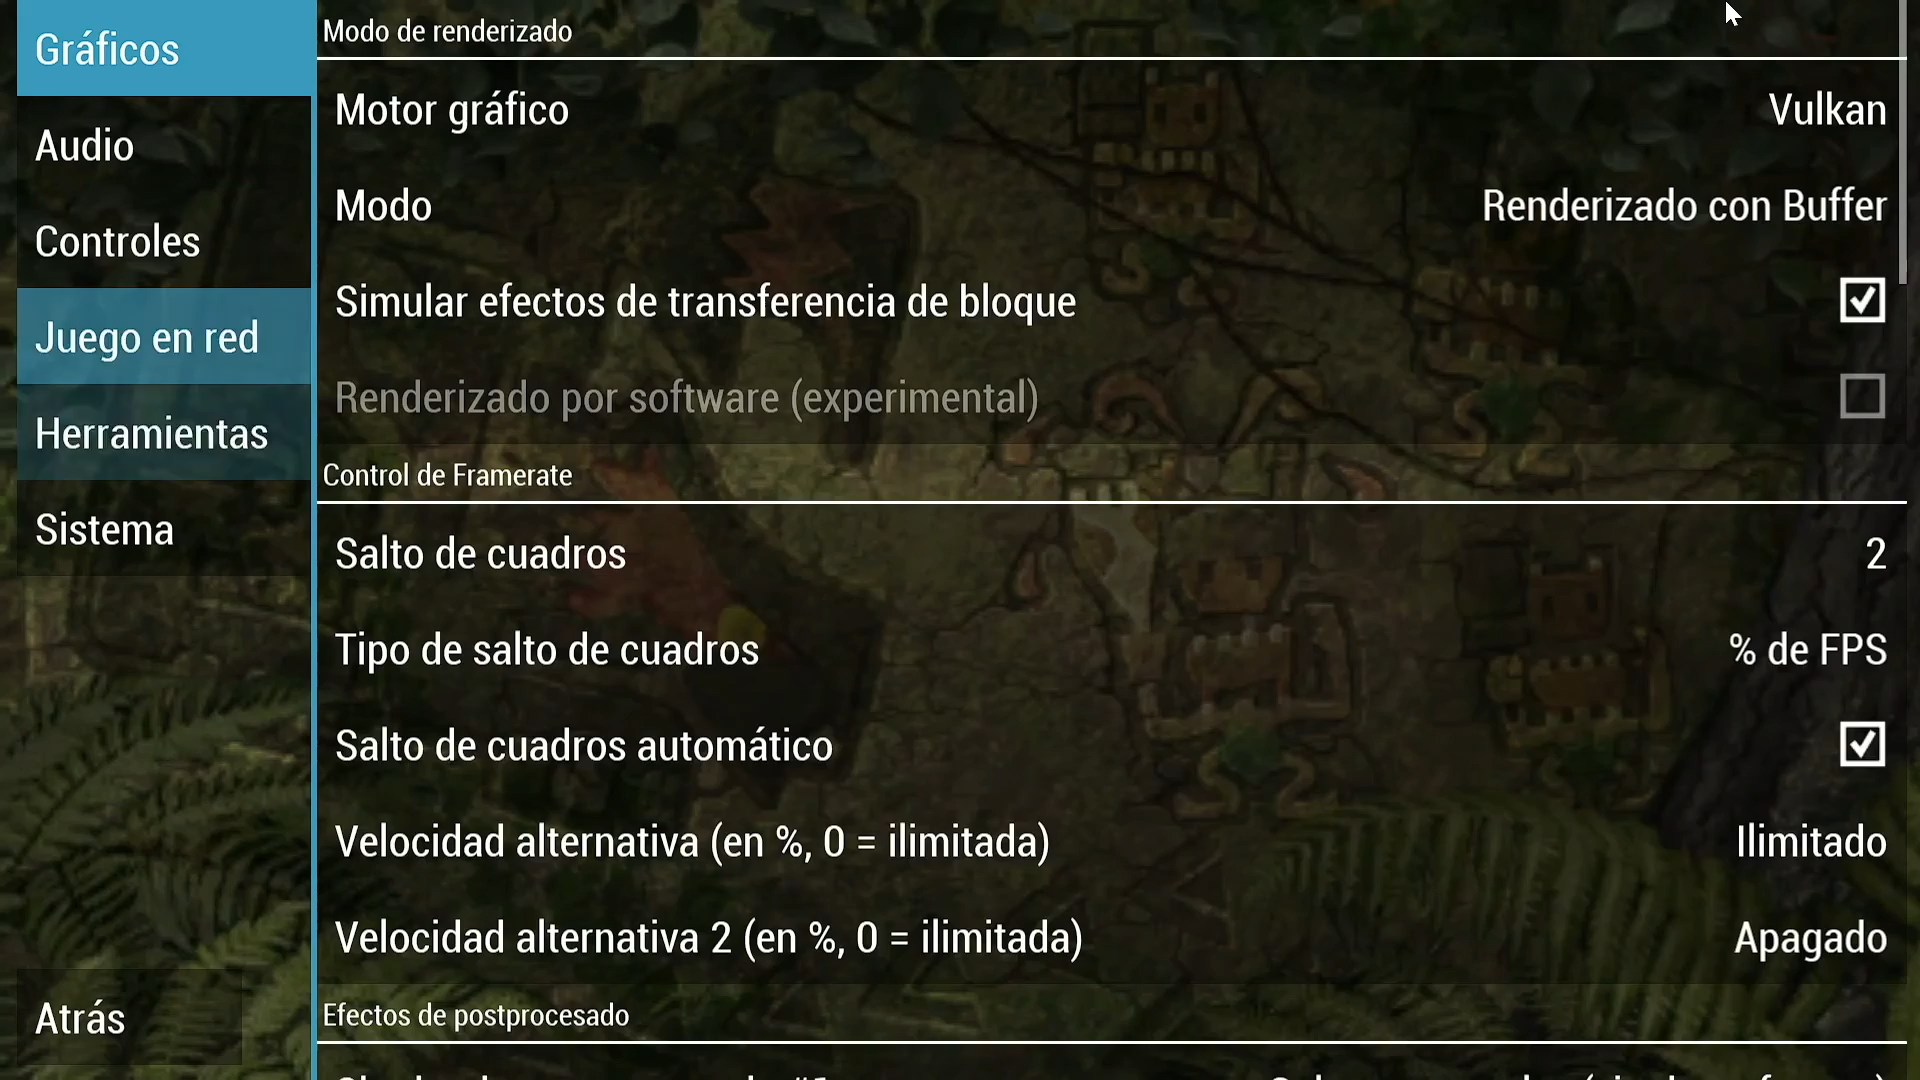 Gráficos
Audio
Controles
Juego en red
Herramientas
Sistema
Atrás
Modo de renderizado
Motor gráfico Vulkan
Modo Renderizado con Buffer
Simular efectos de transferencia de bloque
Renderizado por software (experimental)
Control de Framerate
Salto de cuadros 2
Tipo de salto de cuadros % de FPS
Salto de cuadros automático
Velocidad alternativa (en %, 0 = ilimitada) Ilimitado
Velocidad alternativa 2 (en %, 0 = ilimitada) Apagado
Efectos de postprocesado